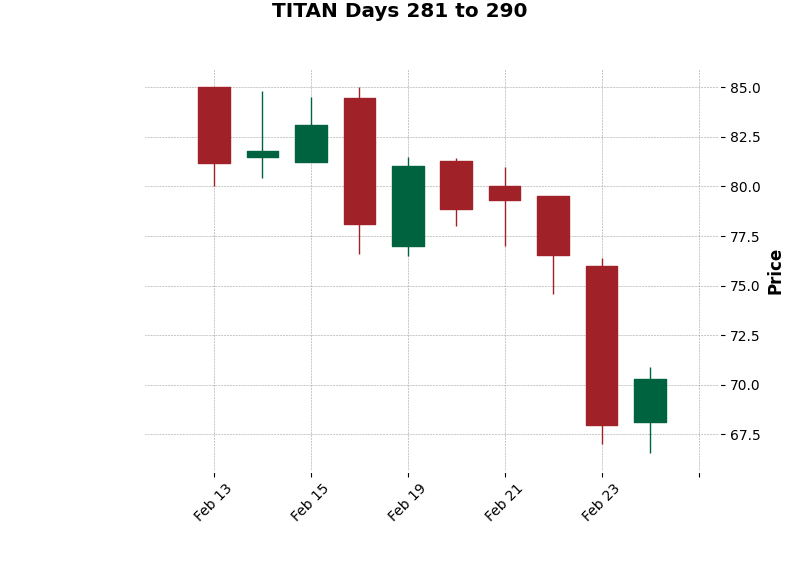 TITAN Days 281 to 290
85.0
82.5
80.0
77.5
75.0
72.5
70.0
67.5
Price
Feb 13
Feb 15
Feb 19
Feb 21
Feb 23